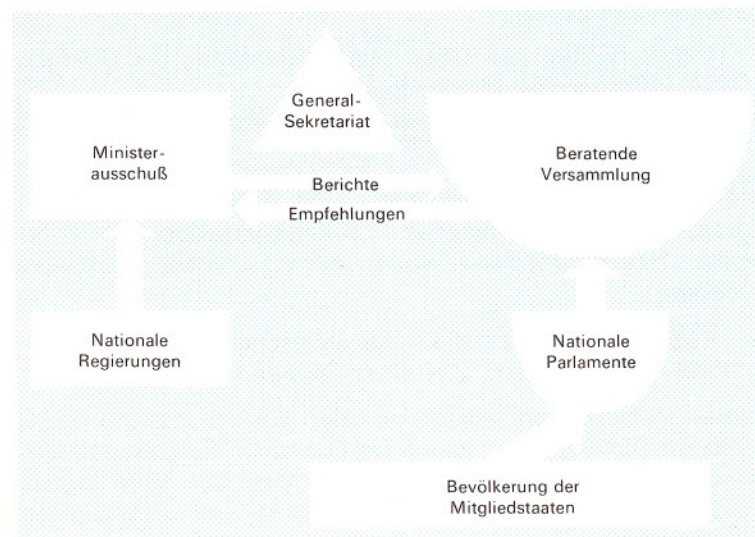 General-
Sekretariat
Minister-
ausschuß
Beratende
Versammlung
Berichte
Empfehlungen
Nationale
Regierungen
Nationale
Parlamente
Bevölkerung der
Mitgliedstaaten